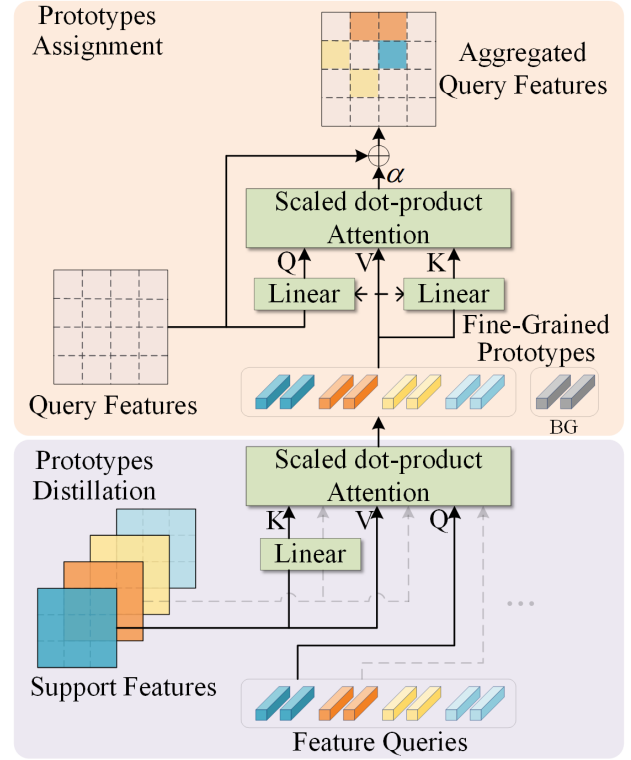 Prototypes
Assignment
Aggregated
Query Features
α
Scaled dot-product
Attention
Q
V
K
Linear
Linear
Fine-Grained
Prototypes
Query Features
BG
Prototypes
Distillation
Scaled dot-product
Attention
K
V
Q
Linear
...
Support Features
Feature Queries